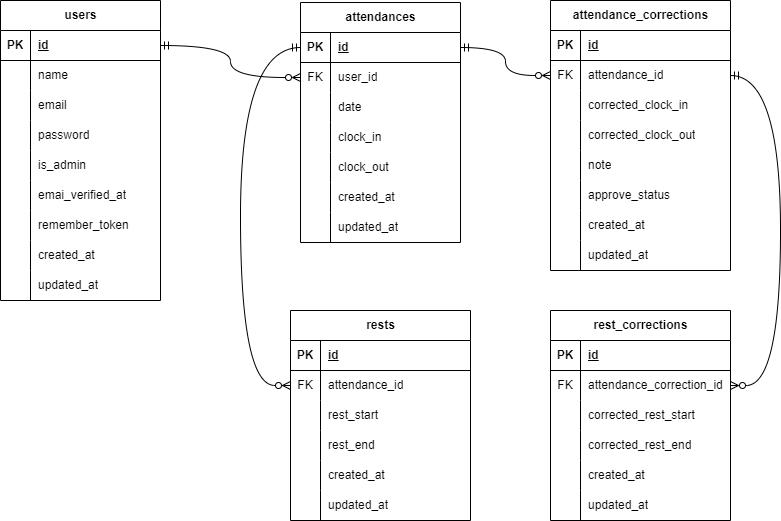 users
PK id
name
email
password
is_admin
emai_verified_at
remember_token
created_at
updated_at
attendances
PK id
FK user_id
date
clock_in
clock_out
created_at
updated_at
attendance_corrections
PK id
FK attendance_id
corrected_clock_in
corrected_clock_out
note
approve_status
created_at
updated_at
rests
PK id
FK attendance_id
rest_start
rest_end
created_at
updated_at
rest_corrections
PK id
FK attendance_correction_id
corrected_rest_start
corrected_rest_end
created_at
updated_at